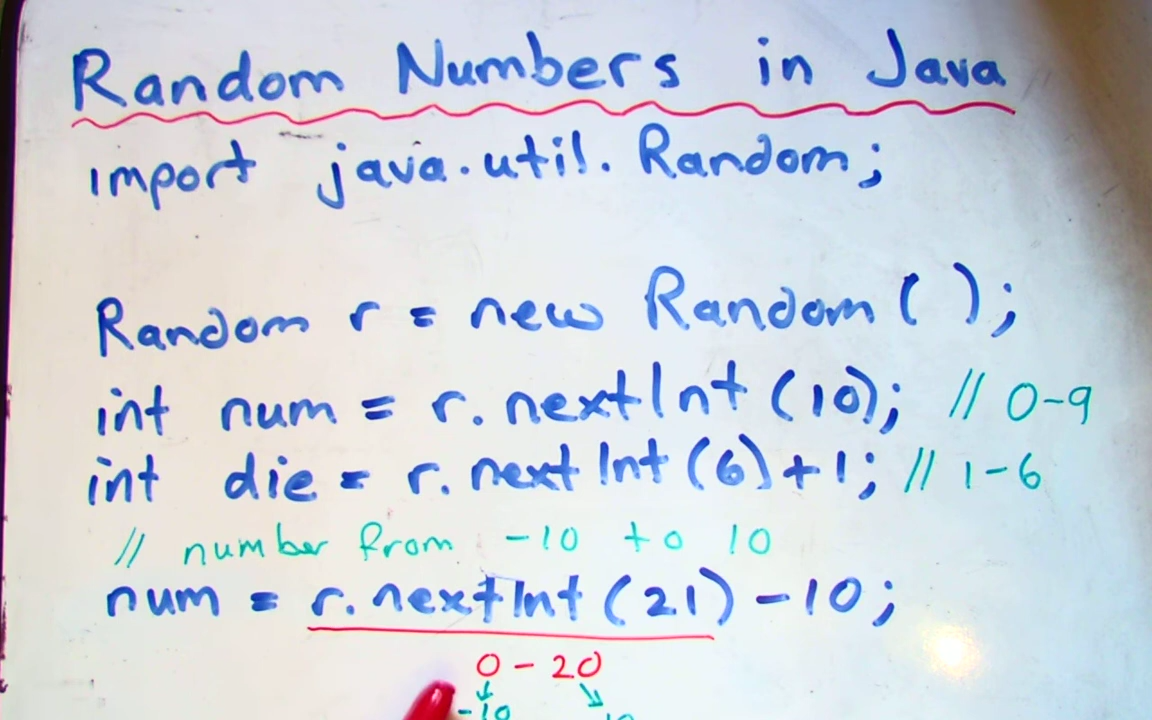 Random Numbers in Java
import java.util.Random;
Random r = new Random( );
int num = r.nextInt(10); // 0-9
int die = r.nextInt(6)+1; // 1-6
// number from -10 to 10
num = r.nextInt(21)-10;
0 - 20
-10